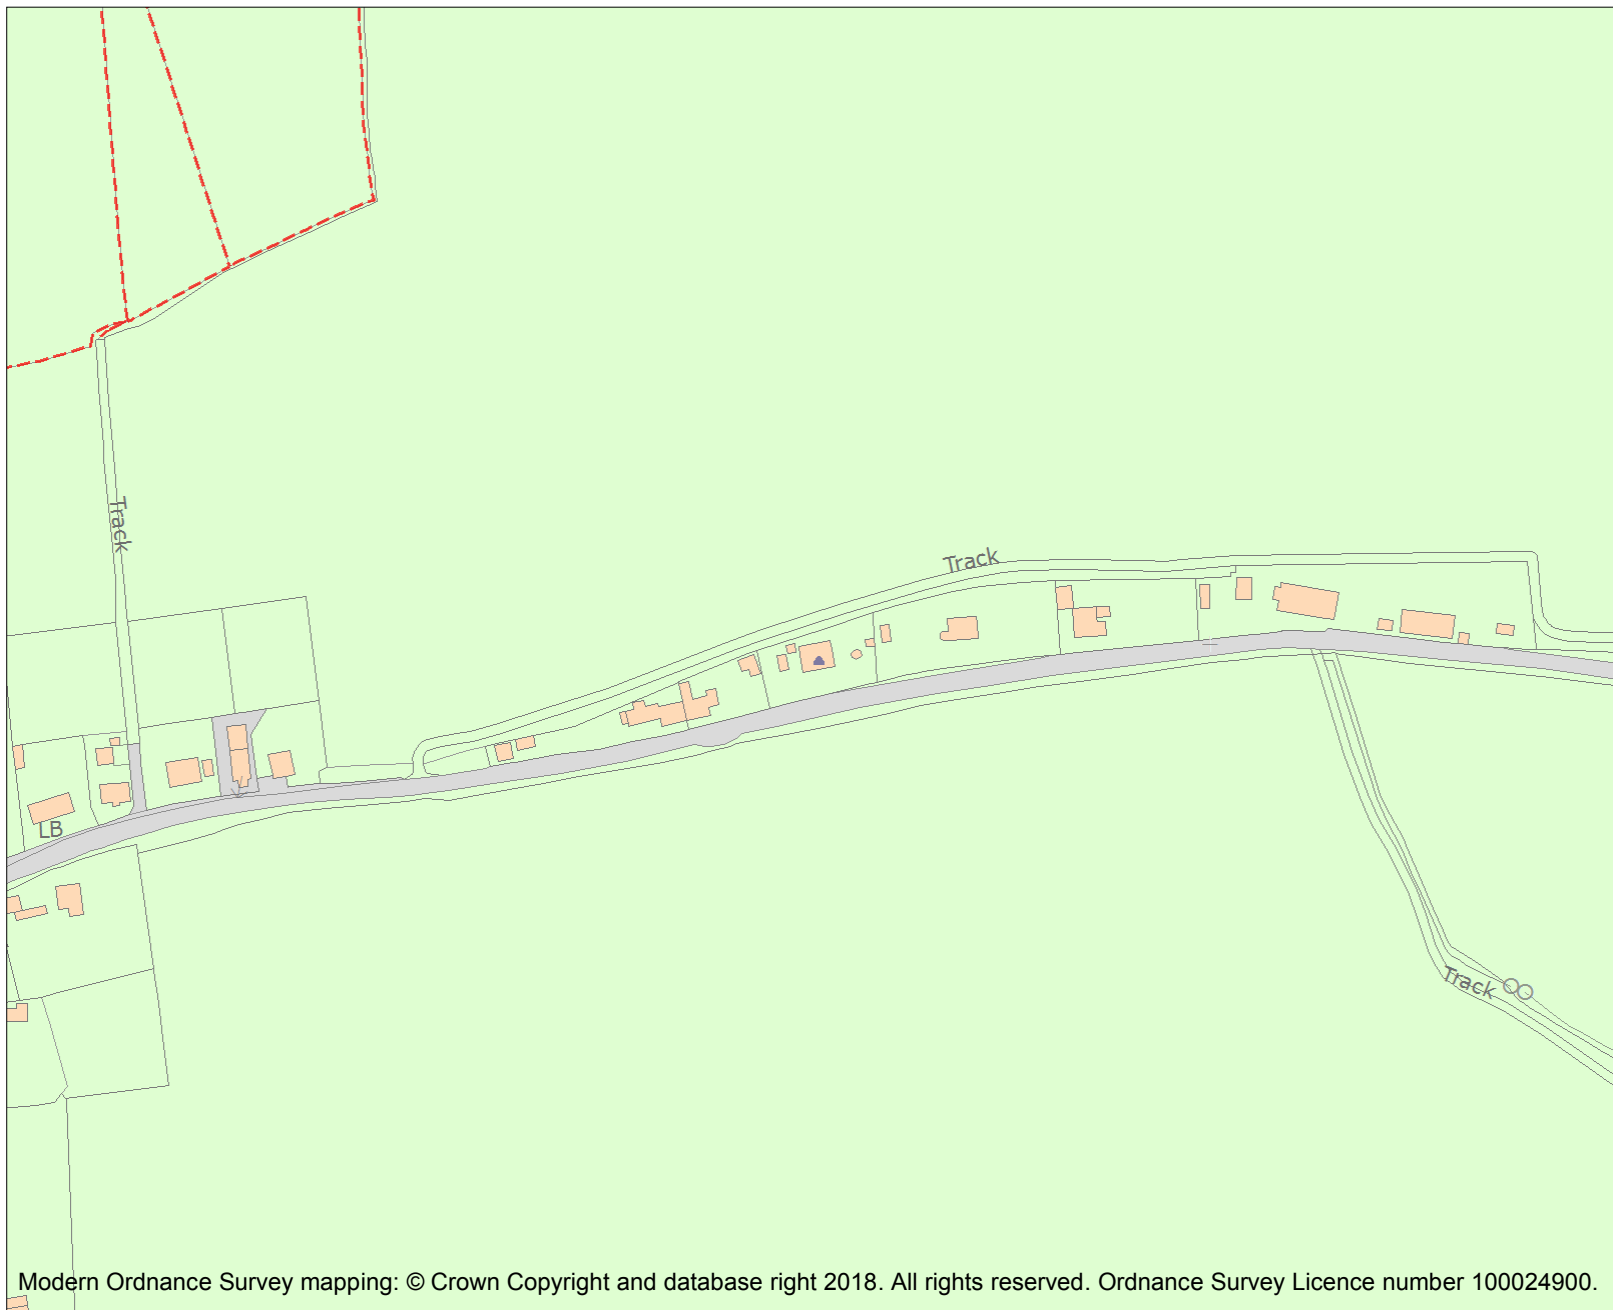 Track
Track
LB
Track
Modern Ordnance Survey mapping: © Crown Copyright and database right 2018. All rights reserved. Ordnance Survey Licence number 100024900.